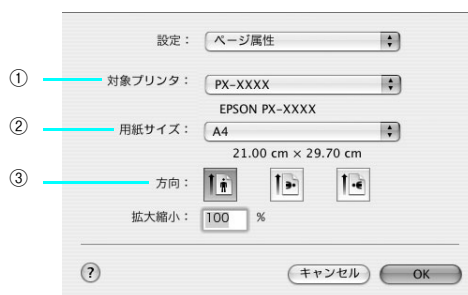 設定： ページ属性
① 対象プリンタ： PX-XXXX
EPSON PX-XXXX
② 用紙サイズ： A4
21.00 cm × 29.70 cm
③ 方向：
拡大縮小： 100 %
? キャンセル OK